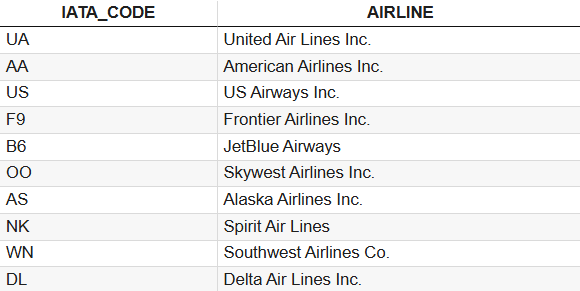 IATA_CODE AIRLINE
UA United Air Lines Inc.
AA American Airlines Inc.
US US Airways Inc.
F9 Frontier Airlines Inc.
B6 JetBlue Airways
OO Skywest Airlines Inc.
AS Alaska Airlines Inc.
NK Spirit Air Lines
WN Southwest Airlines Co.
DL Delta Air Lines Inc.